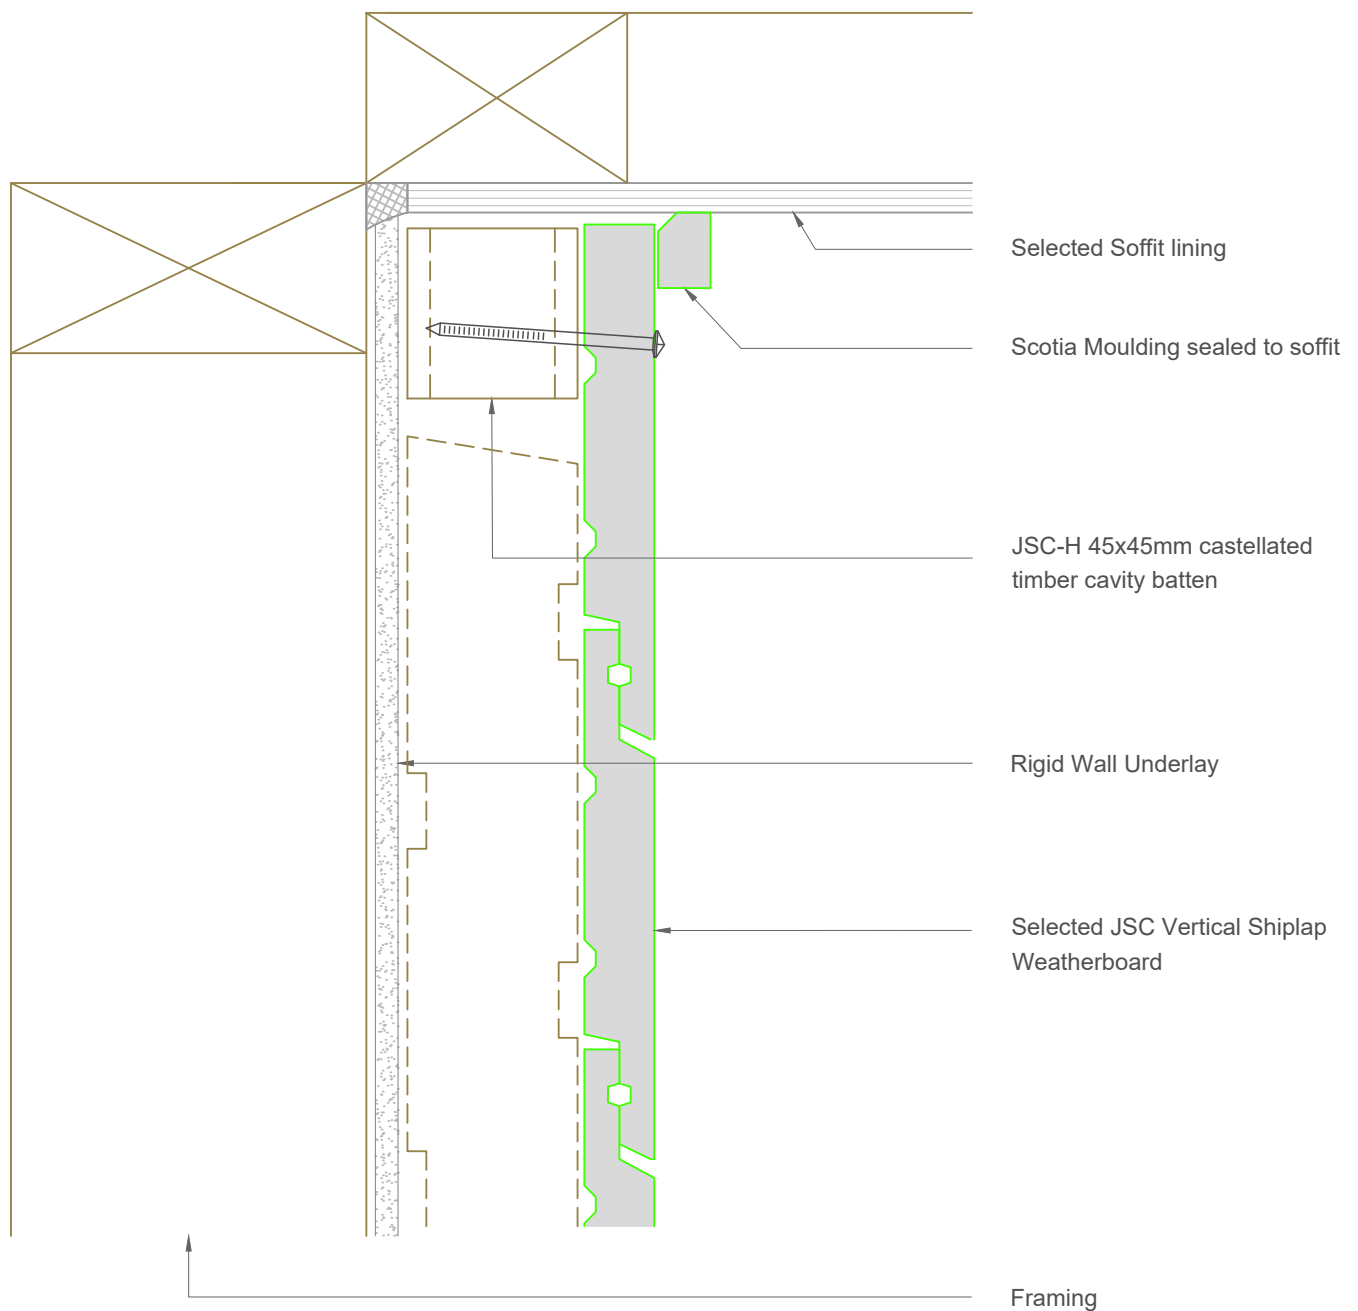 Selected Soffit lining
Scotia Moulding sealed to soffit
JSC-H 45x45mm castellated
timber cavity batten
Rigid Wall Underlay
Selected JSC Vertical Shiplap
Weatherboard
Framing